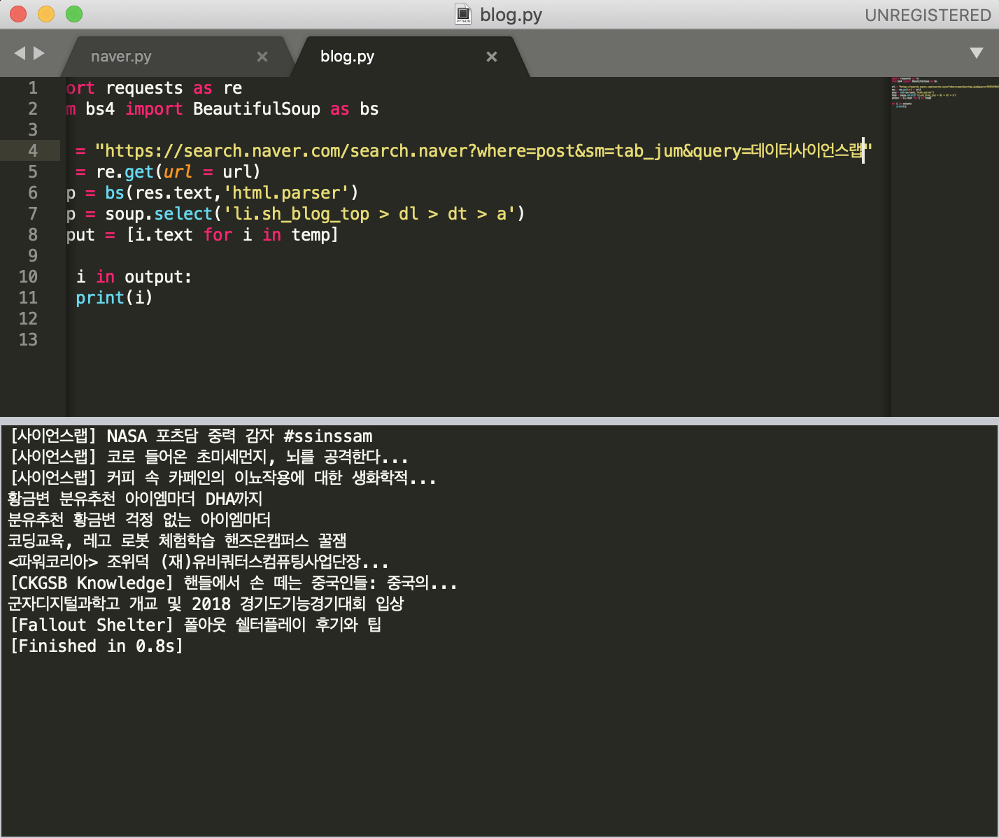 blog.py
UNREGISTERED
naver.py
blog.py
1 ort requests as re
2 m bs4 import BeautifulSoup as bs
3
4 = "https://search.naver.com/search.naver?where=post&sm=tab_jum&query=데이터사이언스랩"
5 = re.get(url = url)
6 p = bs(res.text,'html.parser')
7 p = soup.select('li.sh_blog_top > dl > dt > a')
8 put = [i.text for i in temp]
9
10 i in output:
11 print(i)
12
13
[사이언스랩] NASA 포츠담 중력 감자 #ssinssam
[사이언스랩] 코로 들어온 초미세먼지, 뇌를 공격한다...
[사이언스랩] 커피 속 카페인의 이뇨작용에 대한 생화학적...
황금변 분유추천 아이엠마더 DHA까지
분유추천 황금변 걱정 없는 아이엠마더
코딩교육, 레고 로봇 체험학습 핸즈온캠퍼스 꿀잼
<파워코리아> 조위덕 (재)유비쿼터스컴퓨팅사업단장...
[CKGSB Knowledge] 핸들에서 손 떼는 중국인들: 중국의...
군자디지털과학고 개교 및 2018 경기도기능경기대회 입상
[Fallout Shelter] 폴아웃 쉘터플레이 후기와 팁
[Finished in 0.8s]